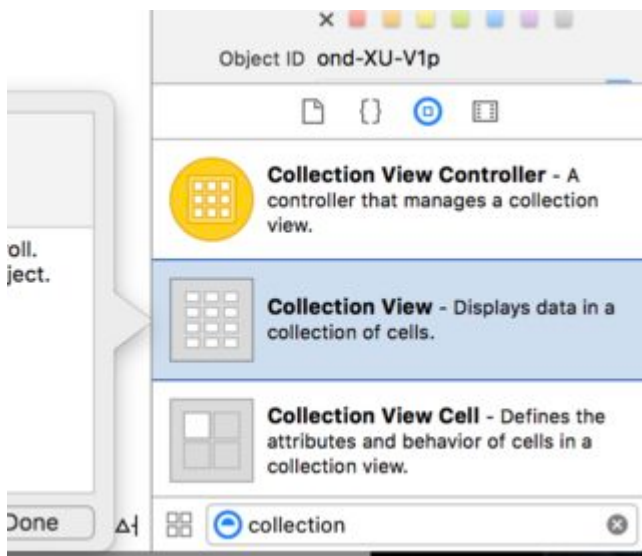 Object ID ond-XU-V1p
Collection View Controller - A
controller that manages a collection
view.
oll.
ject.
Collection View - Displays data in a
collection of cells.
Collection View Cell - Defines the
attributes and behavior of cells in a
collection view.
Done
collection